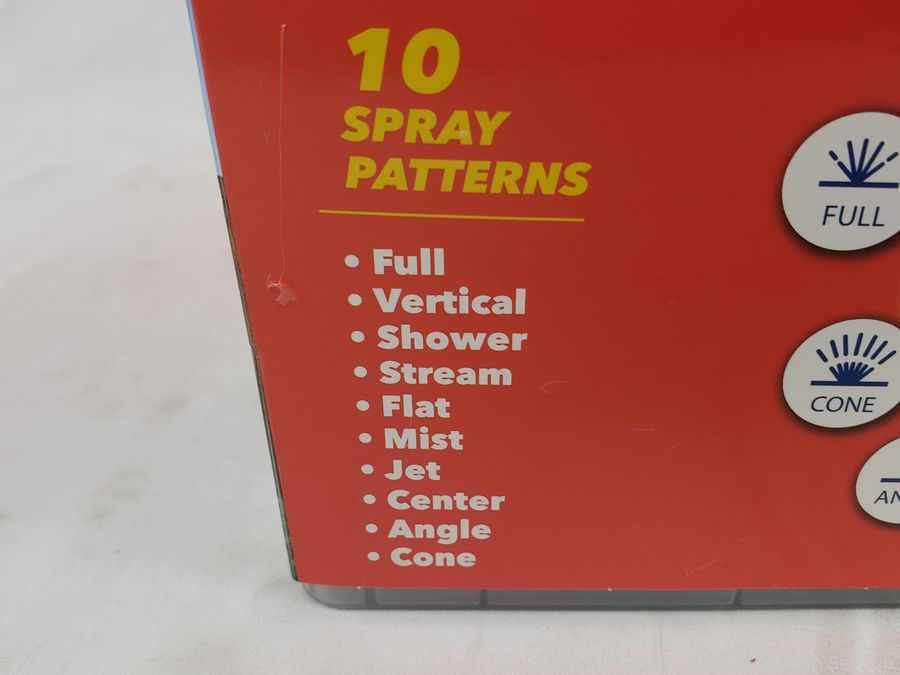 10
SPRAY
PATTERNS
• Full
• Vertical
• Shower
• Stream
• Flat
• Mist
• Jet
• Center
• Angle
• Cone
FULL
CONE